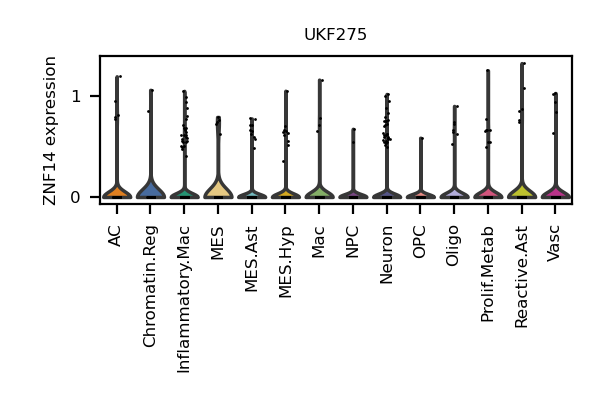 UKF275
ZNF14 expression
1
0
AC
Chromatin.Reg
Inflammatory.Mac
MES
MES.Ast
MES.Hyp
Mac
NPC
Neuron
OPC
Oligo
Prolif.Metab
Reactive.Ast
Vasc